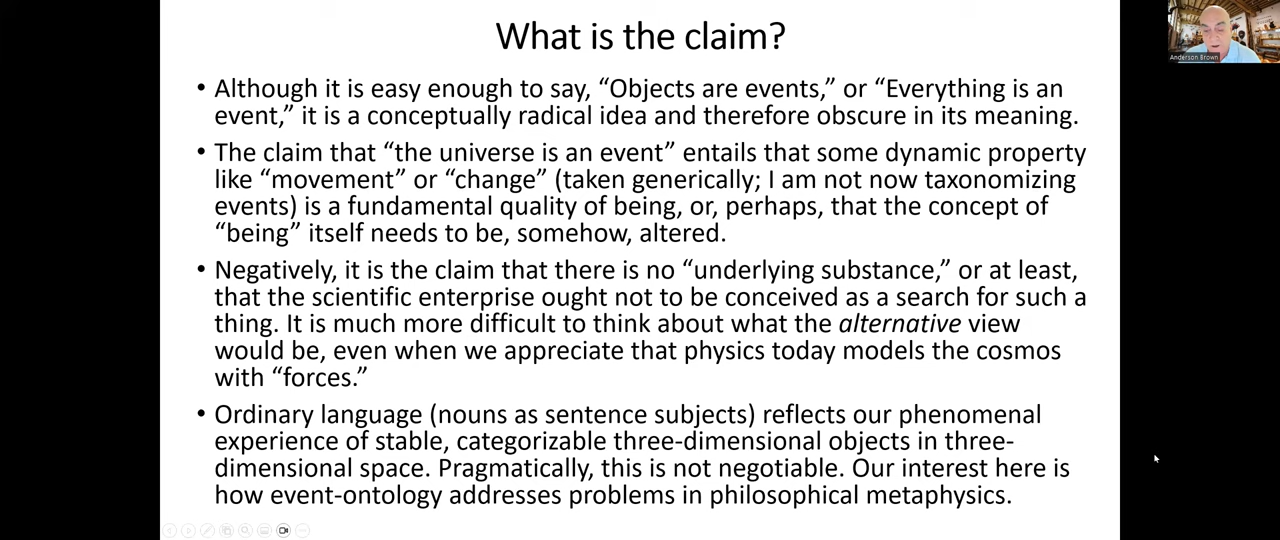 What is the claim?
Anderson Brown
• Although it is easy enough to say, “Objects are events,” or “Everything is an
event,” it is a conceptually radical idea and therefore obscure in its meaning.
• The claim that “the universe is an event” entails that some dynamic property
like “movement” or “change” (taken generically; I am not now taxonomizing
events) is a fundamental quality of being, or, perhaps, that the concept of
“being” itself needs to be, somehow, altered.
• Negatively, it is the claim that there is no “underlying substance,” or at least,
that the scientific enterprise ought not to be conceived as a search for such a
thing. It is much more difficult to think about what the alternative view
would be, even when we appreciate that physics today models the cosmos
with “forces.”
• Ordinary language (nouns as sentence subjects) reflects our phenomenal
experience of stable, categorizable three-dimensional objects in three-
dimensional space. Pragmatically, this is not negotiable. Our interest here is
how event-ontology addresses problems in philosophical metaphysics.